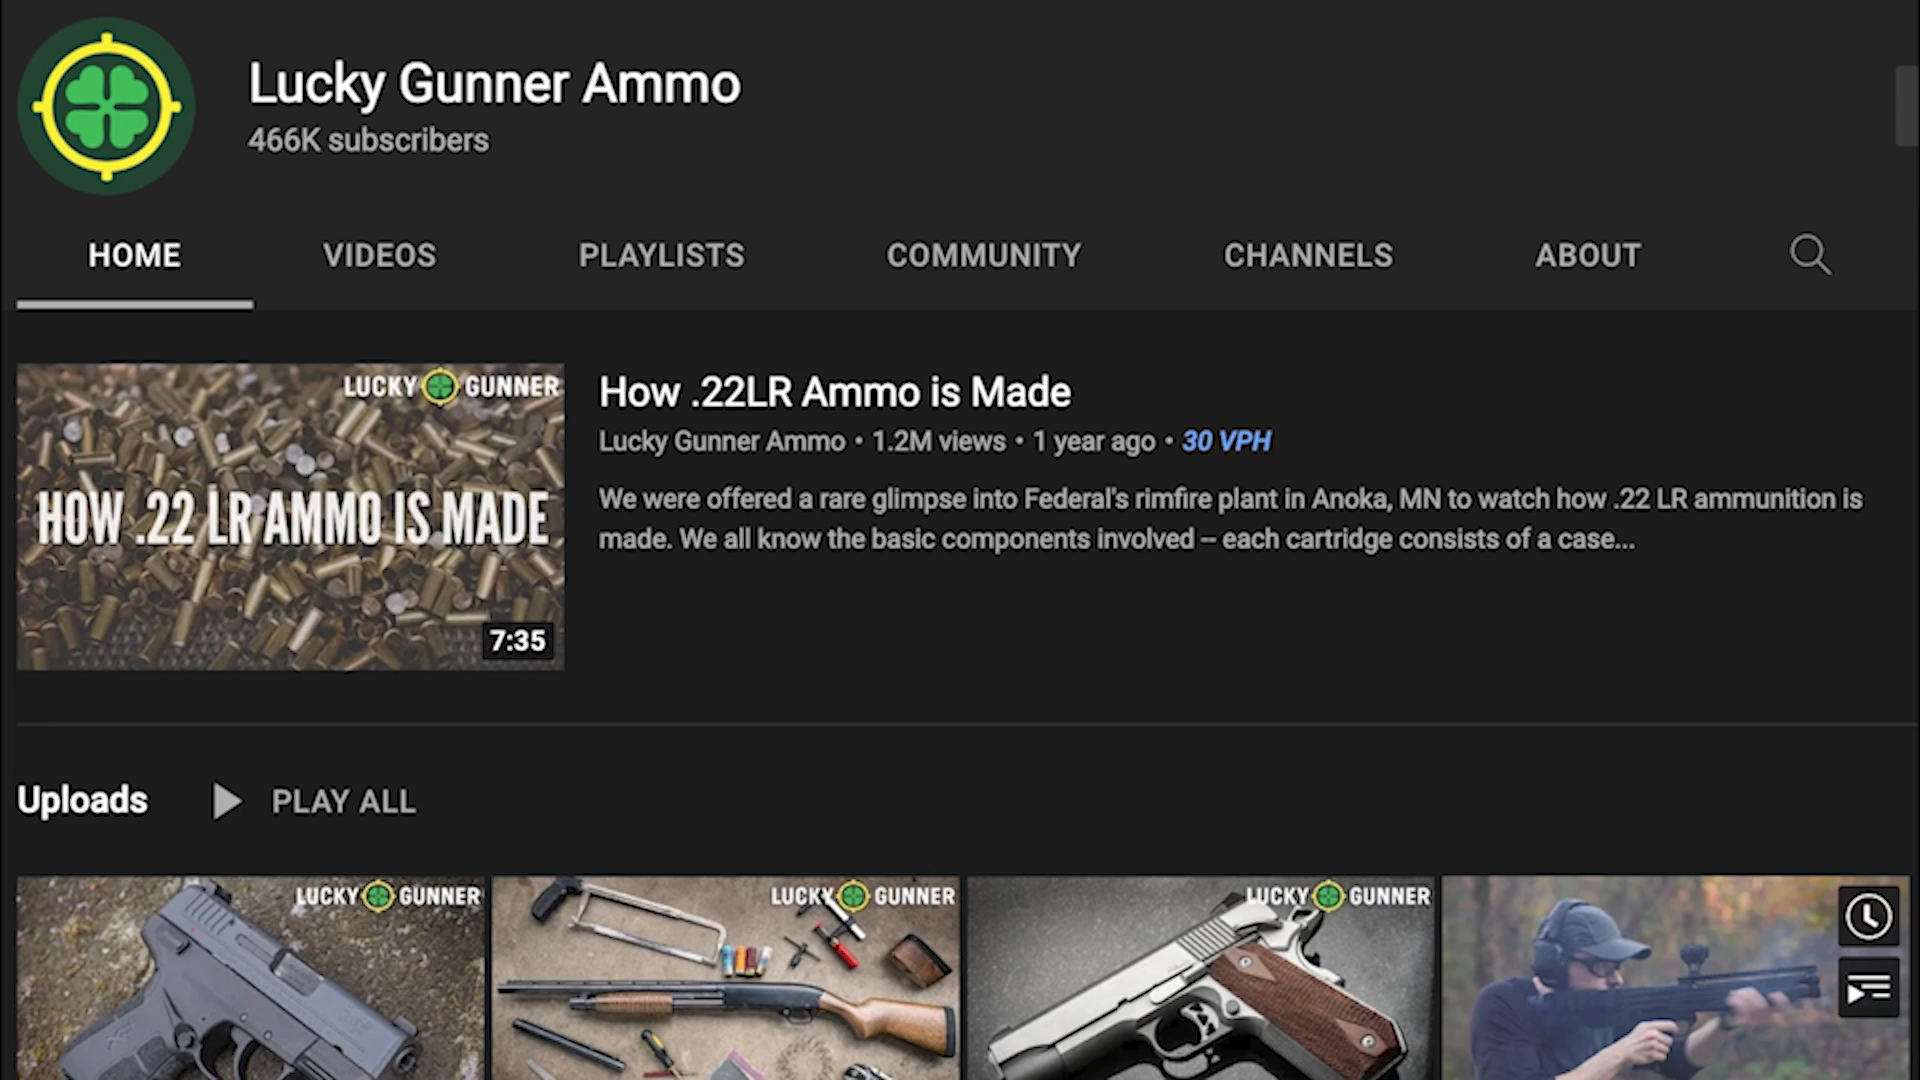 Lucky Gunner Ammo
466K subscribers
HOME VIDEOS PLAYLISTS COMMUNITY CHANNELS ABOUT
LUCKY GUNNER
HOW .22 LR AMMO IS MADE
7:35
How .22LR Ammo is Made
Lucky Gunner Ammo • 1.2M views • 1 year ago • 30 VPH
We were offered a rare glimpse into Federal's rimfire plant in Anoka, MN to watch how .22 LR ammunition is
made. We all know the basic components involved – each cartridge consists of a case...
Uploads PLAY ALL
LUCKY GUNNER
LUCKY GUNNER
LUCKY GUNNER